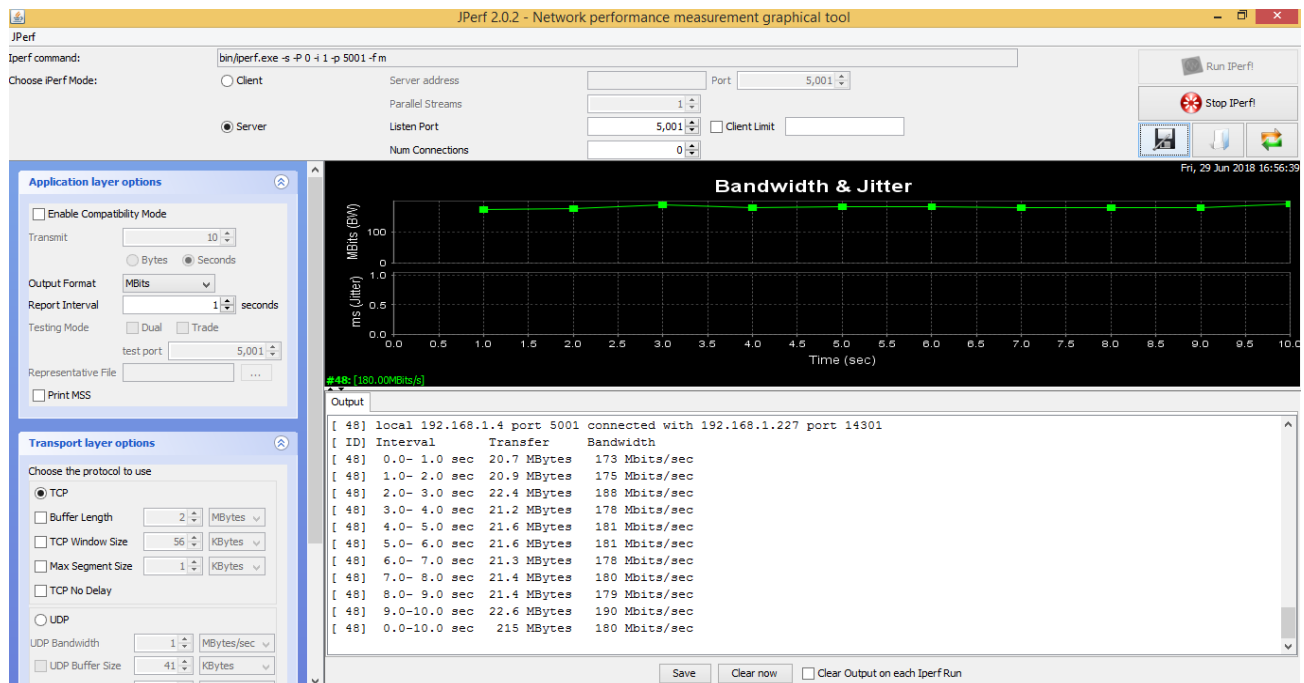 JPerf 2.0.2 - Network performance measurement graphical tool
JPerf
Iperf command: bin/iperf.exe -s -P 0 -i 1 -p 5001 -f m
Choose iPerf Mode: Client Server address Port 5,001
Parallel Streams 1
Server Listen Port 5,001 Client Limit
Num Connections 0
Run IPerf!
Stop IPerf!
Application layer options
Enable Compatibility Mode
Transmit 10
Bytes Seconds
Output Format MBits
Report Interval 1 seconds
Testing Mode Dual Trade
test port 5,001
Representative File ...
Print MSS
Transport layer options
Choose the protocol to use
TCP
Buffer Length 2 MBytes
TCP Window Size 56 KBytes
Max Segment Size 1 KBytes
TCP No Delay
UDP
UDP Bandwidth 1 MBytes/sec
UDP Buffer Size 41 KBytes
Fri, 29 Jun 2018 16:56:39
Bandwidth & Jitter
MBits (BW)
100
0
ms (Jitter)
1.0
0.5
0.0
0.0 0.5 1.0 1.5 2.0 2.5 3.0 3.5 4.0 4.5 5.0 5.5 6.0 6.5 7.0 7.5 8.0 8.5 9.0 9.5 10.0
Time (sec)
#48: [180.00MBits/s]
Output
[ 48] local 192.168.1.4 port 5001 connected with 192.168.1.227 port 14301
[ ID] Interval Transfer Bandwidth
[ 48] 0.0- 1.0 sec 20.7 MBytes 173 Mbits/sec
[ 48] 1.0- 2.0 sec 20.9 MBytes 175 Mbits/sec
[ 48] 2.0- 3.0 sec 22.4 MBytes 188 Mbits/sec
[ 48] 3.0- 4.0 sec 21.2 MBytes 178 Mbits/sec
[ 48] 4.0- 5.0 sec 21.6 MBytes 181 Mbits/sec
[ 48] 5.0- 6.0 sec 21.6 MBytes 181 Mbits/sec
[ 48] 6.0- 7.0 sec 21.3 MBytes 178 Mbits/sec
[ 48] 7.0- 8.0 sec 21.4 MBytes 180 Mbits/sec
[ 48] 8.0- 9.0 sec 21.4 MBytes 179 Mbits/sec
[ 48] 9.0-10.0 sec 22.6 MBytes 190 Mbits/sec
[ 48] 0.0-10.0 sec 215 MBytes 180 Mbits/sec
Save Clear now Clear Output on each Iperf Run